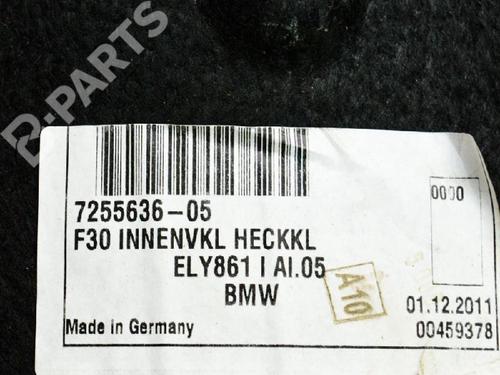 B-PARTS
0000
7255636-05
F30 INNENVKL HECKKL
ELY861 I AI.05
A10
BMW
01.12.2011
Made in Germany
00459378